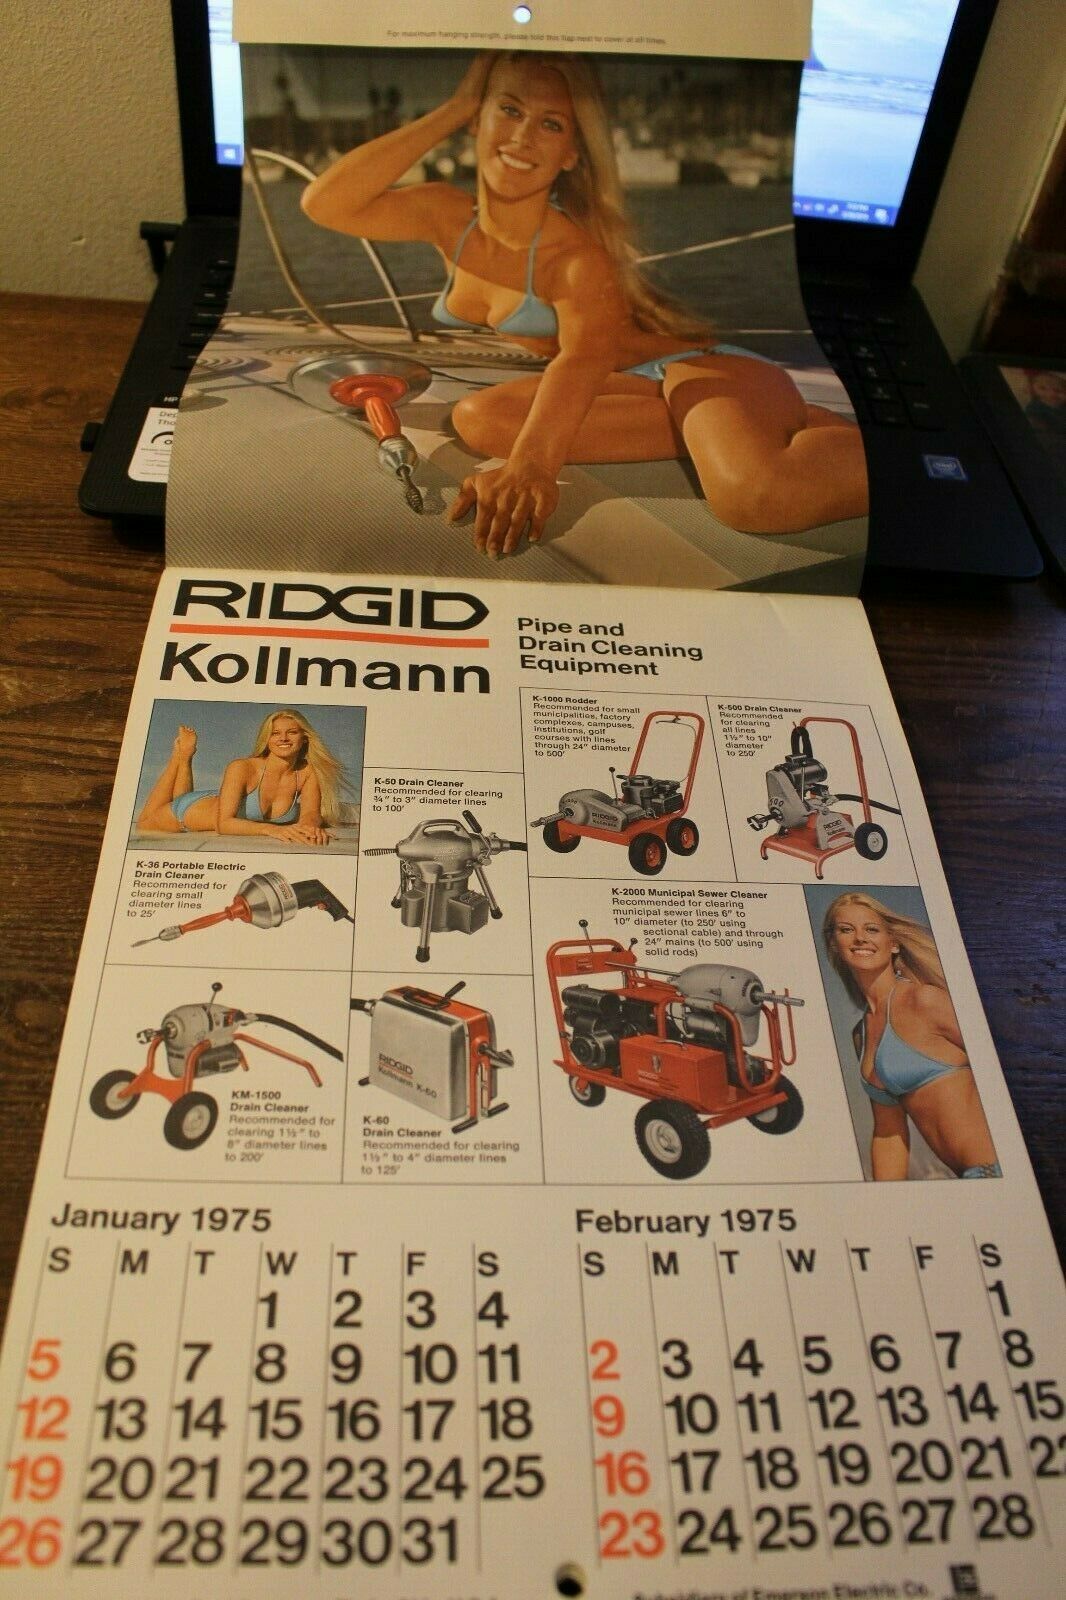 For maximum hanging strength, please fold this flap next to cover at all times.
HP
intel
RIDGID
Kollmann
Pipe and
Drain Cleaning
Equipment
K-36 Portable Electric
Drain Cleaner
Recommended for
clearing small
diameter lines
to 25'
K-50 Drain Cleaner
Recommended for clearing
¾" to 3" diameter lines
to 100'
K-1000 Rodder
Recommended for small
municipalities, factory
complexes, campuses,
institutions, golf
courses with lines
through 24" diameter
to 500'
RIDGID
Kollmann
K-500 Drain Cleaner
Recommended
for clearing
all lines
1½" to 10"
diameter
to 250'
500
RIDGID
Kollmann
KM-1500
Drain Cleaner
Recommended for
clearing 1½" to
8" diameter lines
to 200'
RIDGID
Kollmann K-60
K-60
Drain Cleaner
Recommended for clearing
1½" to 4" diameter lines
to 125'
K-2000 Municipal Sewer Cleaner
Recommended for clearing
municipal sewer lines 6" to
10" diameter (to 250' using
sectional cable) and through
24" mains (to 500' using
solid rods)
RIDGID
January 1975
S M T W T F S
1 2 3 4
5 6 7 8 9 10 11
12 13 14 15 16 17 18
19 20 21 22 23 24 25
26 27 28 29 30 31
February 1975
S M T W T F S
1
2 3 4 5 6 7 8
9 10 11 12 13 14 15
16 17 18 19 20 21 22
23 24 25 26 27 28
Subsidiary of Emerson Electric Co.